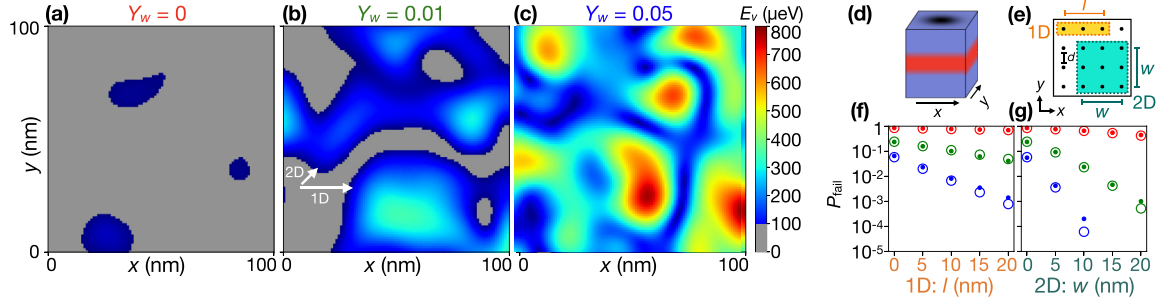 (a) Y_w = 0
(b) Y_w = 0.01
(c) Y_w = 0.05
E_v (μeV)
(d)
(e)
100
y (nm)
0
0
x (nm)
100
2D
1D
0
x (nm)
100
0
x (nm)
100
800
700
600
500
400
300
200
100
0
x
y
l
1D
d
w
y
x
w
2D
(f)
(g)
1
10⁻¹
10⁻²
10⁻³
10⁻⁴
10⁻⁵
P_fail
0 5 10 15 20
0 5 10 15 20
1D: l (nm)
2D: w (nm)